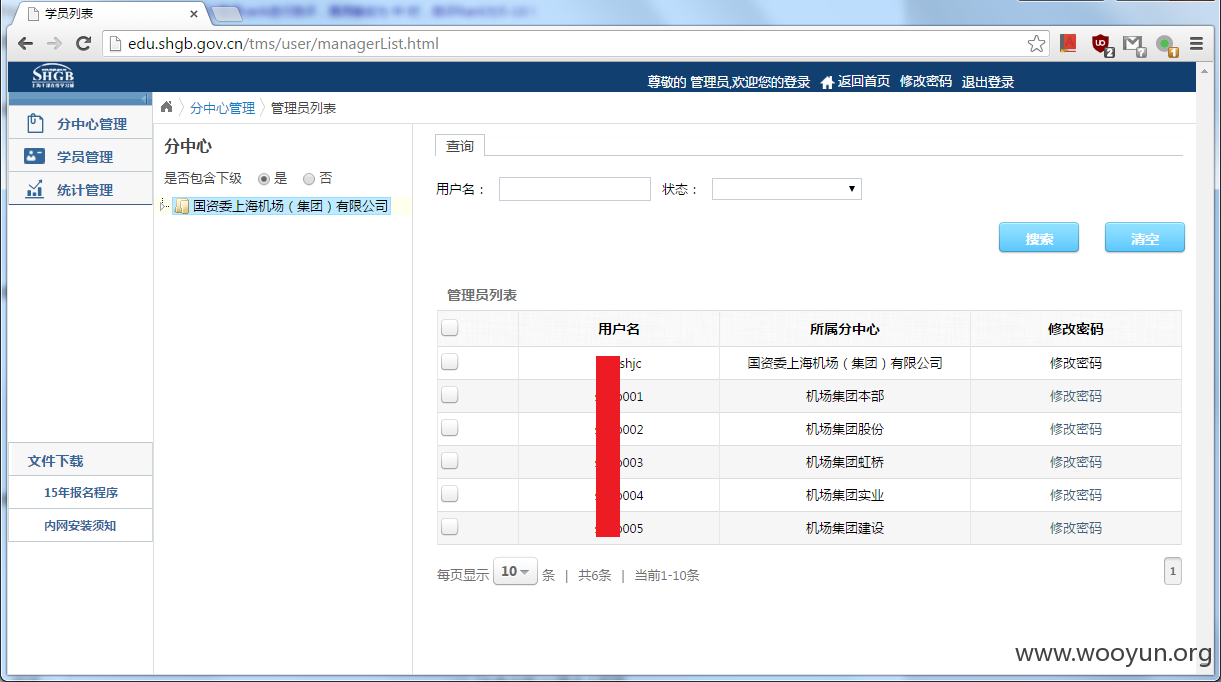 学员列表
edu.shgb.gov.cn/tms/user/managerList.html
SHGB
尊敬的 管理员,欢迎您的登录 返回首页 修改密码 退出登录
分中心管理
学员管理
统计管理
文件下载
15年报名程序
内网安装须知
分中心管理 管理员列表
分中心
是否包含下级 是 否
国资委上海机场（集团）有限公司
查询
用户名： 状态：
搜索 清空
管理员列表
用户名 所属分中心 修改密码
shjc 国资委上海机场（集团）有限公司 修改密码
001 机场集团本部 修改密码
002 机场集团股份 修改密码
003 机场集团虹桥 修改密码
004 机场集团实业 修改密码
005 机场集团建设 修改密码
每页显示 10 条 | 共6条 | 当前1-10条
1
www.wooyun.org